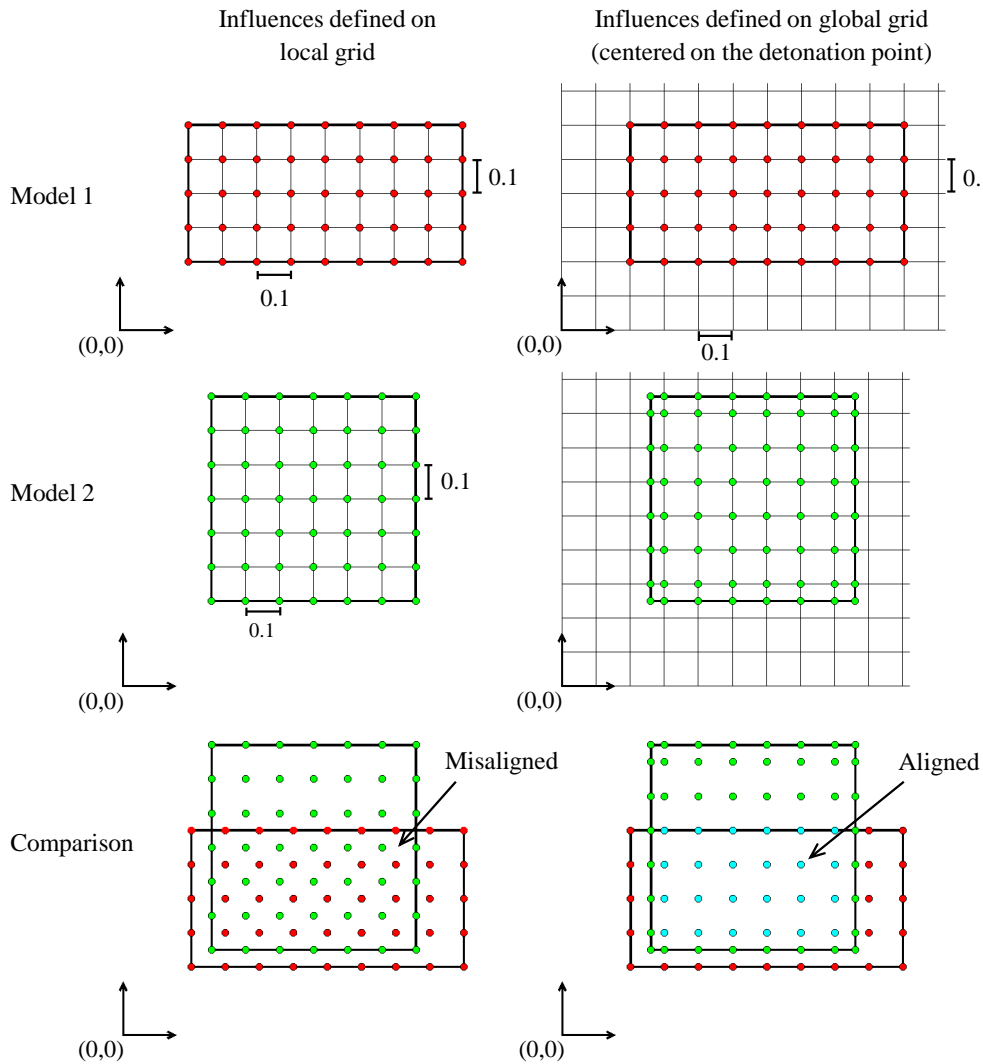 Influences defined on
local grid
Influences defined on global grid
(centered on the detonation point)
Model 1
0.1
0.1
(0,0)
0.
0.1
(0,0)
Model 2
0.1
0.1
(0,0)
(0,0)
Comparison
Misaligned
(0,0)
Aligned
(0,0)